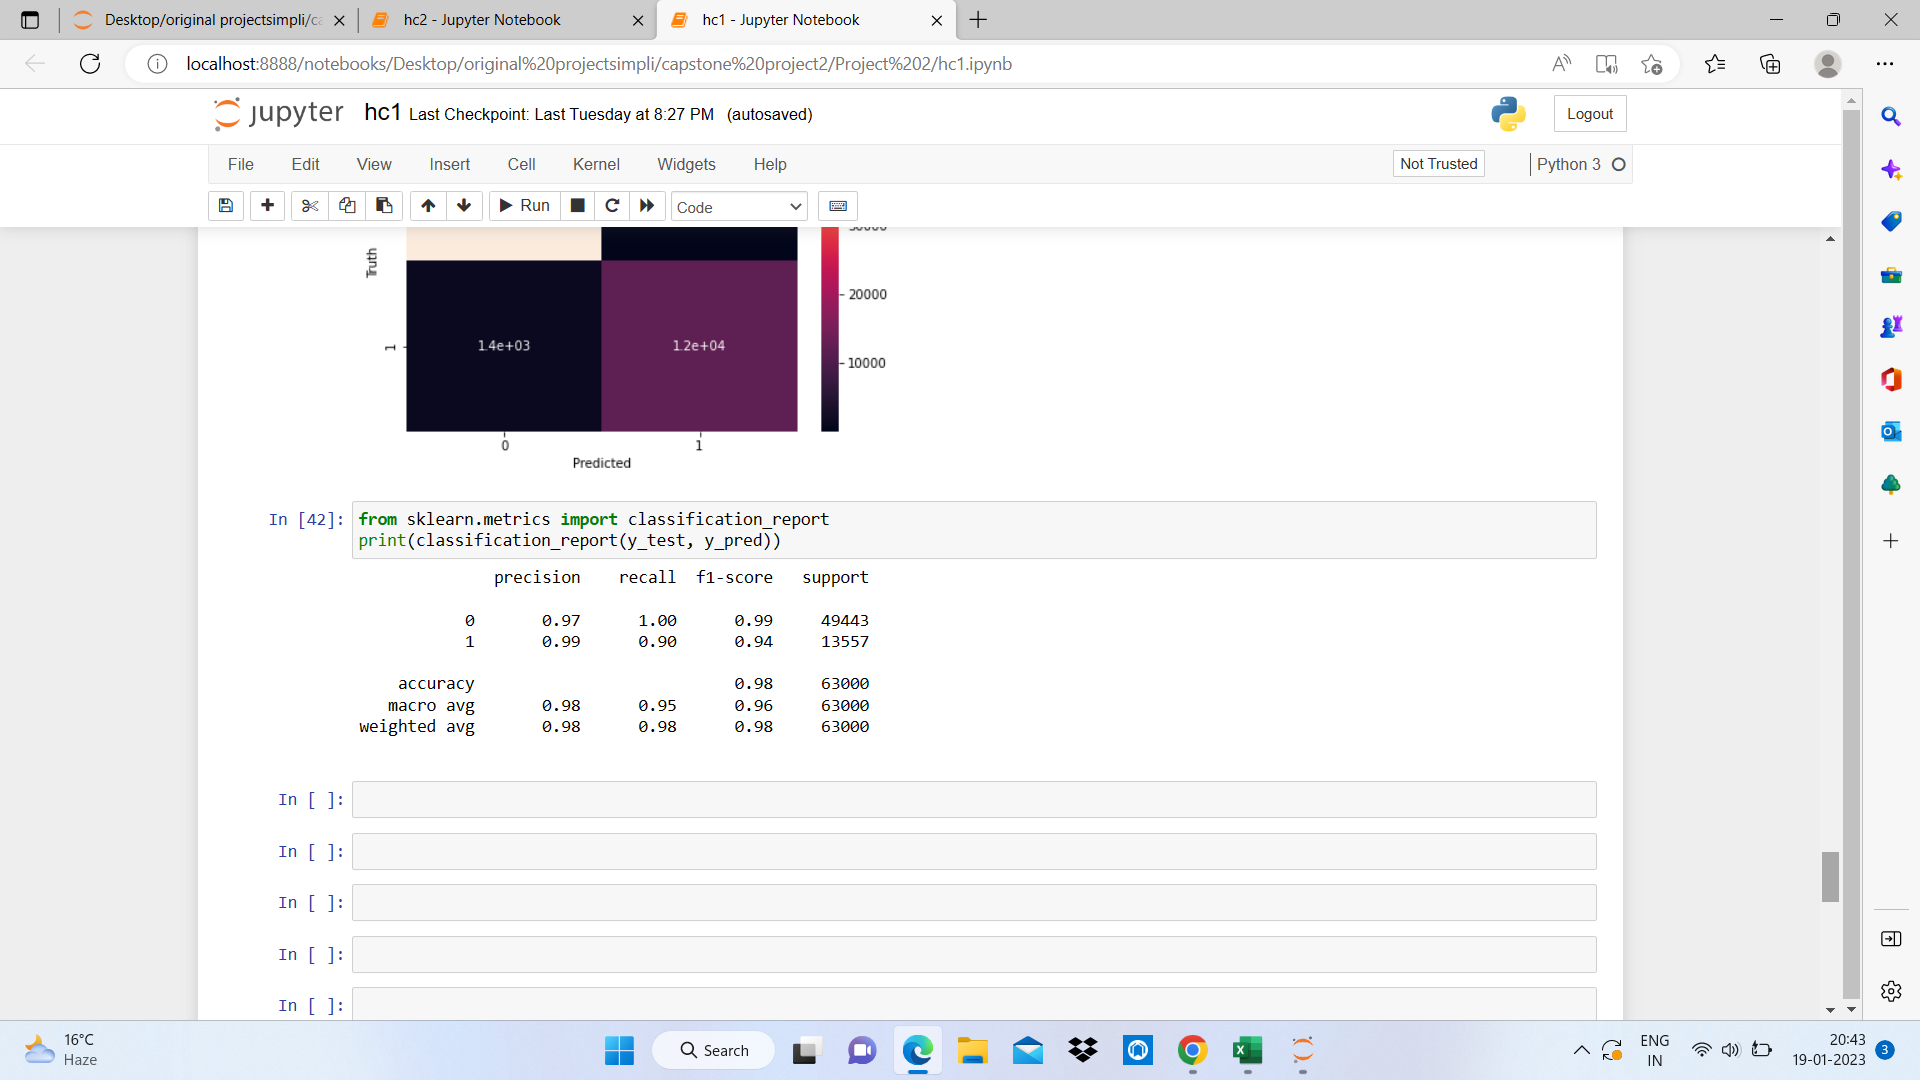 Desktop/original projectsimpli/ca
hc2 - Jupyter Notebook
hc1 - Jupyter Notebook
localhost:8888/notebooks/Desktop/original%20projectsimpli/capstone%20project2/Project%202/hc1.ipynb
jupyter hc1 Last Checkpoint: Last Tuesday at 8:27 PM (autosaved)
Logout
File Edit View Insert Cell Kernel Widgets Help
Not Trusted
Python 3
Run
Code
Truth
20000
1
1.4e+03 1.2e+04
10000
0 1
Predicted
In [42]: from sklearn.metrics import classification_report
print(classification_report(y_test, y_pred))
precision recall f1-score support
0 0.97 1.00 0.99 49443
1 0.99 0.90 0.94 13557
accuracy 0.98 63000
macro avg 0.98 0.95 0.96 63000
weighted avg 0.98 0.98 0.98 63000
In [ ]:
In [ ]:
In [ ]:
In [ ]:
In [ ]:
16°C
Haze
Search
ENG
IN
20:43
19-01-2023
3